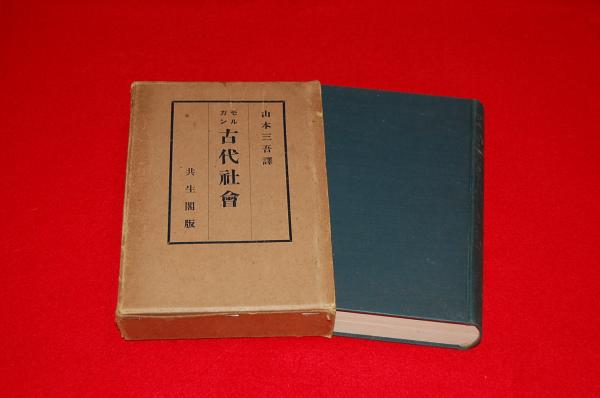 山本三吾譯
モルガン
古代社會
共生閣版